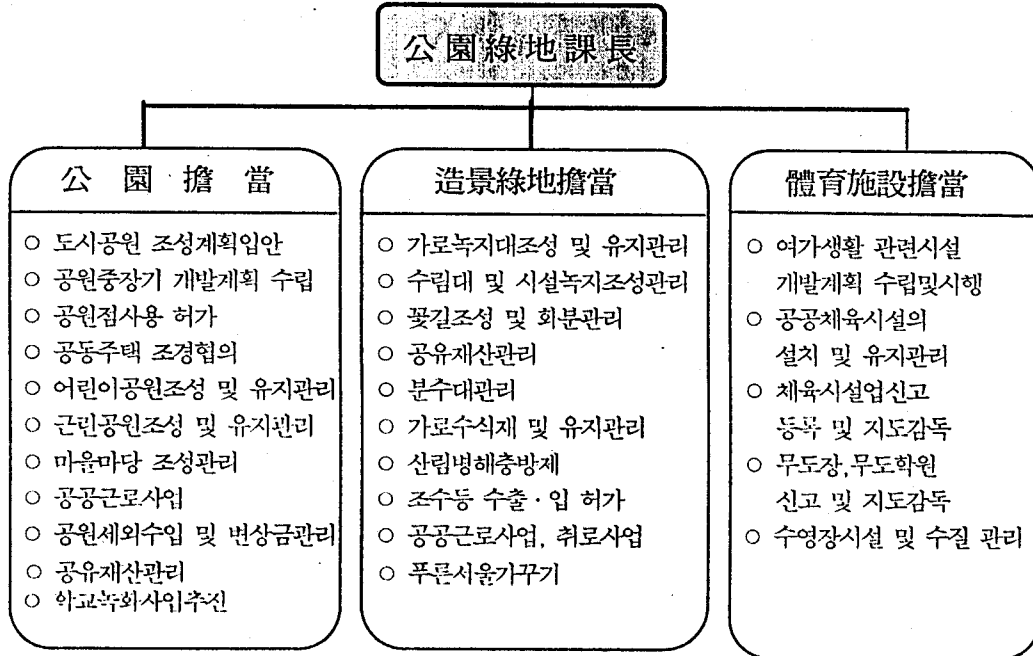 公園綠地課長
公園擔當
○ 도시공원 조성계획입안
○ 공원중장기 개발계획 수립
○ 공원점사용 허가
○ 공동주택 조경협의
○ 어린이공원조성 및 유지관리
○ 근린공원조성 및 유지관리
○ 마을마당 조성관리
○ 공공근로사업
○ 공원세외수입 및 변상금관리
○ 공유재산관리
○ 학교녹화사업추진
造景綠地擔當
○ 가로녹지대조성 및 유지관리
○ 수림대 및 시설녹지조성관리
○ 꽃길조성 및 화분관리
○ 공유재산관리
○ 분수대관리
○ 가로수식재 및 유지관리
○ 산림병해충방제
○ 조수등 수출·입 허가
○ 공공근로사업, 취로사업
○ 푸른서울가꾸기
體育施設擔當
○ 여가생활 관련시설
개발계획 수립및시행
○ 공공체육시설의
설치 및 유지관리
○ 체육시설업신고
등록 및 지도감독
○ 무도장,무도학원
신고 및 지도감독
○ 수영장시설 및 수질 관리